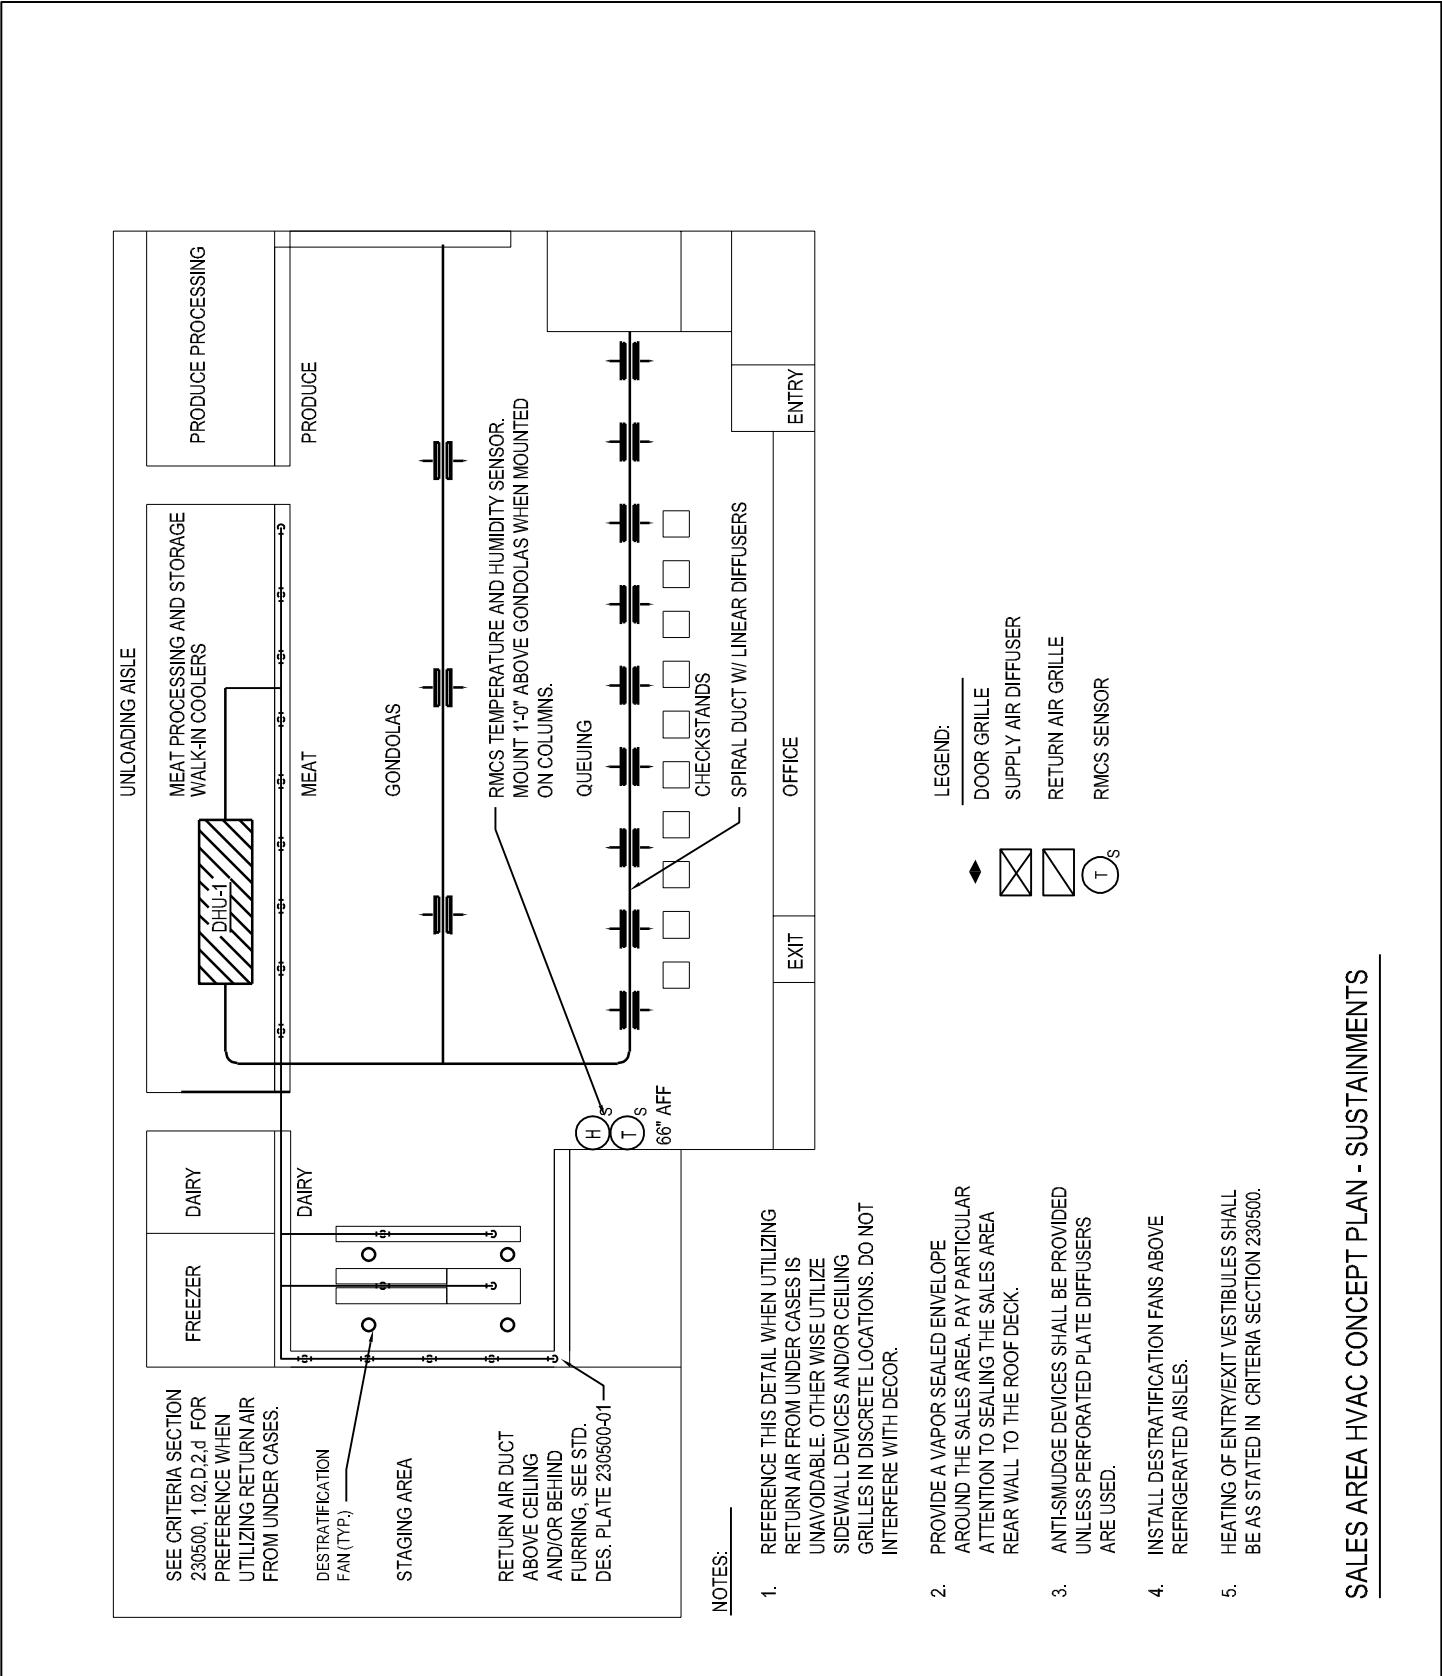 UNLOADING AISLE
FREEZER
DAIRY
MEAT PROCESSING AND STORAGE
WALK-IN COOLERS
PRODUCE PROCESSING
DHU-1
DAIRY
MEAT
PRODUCE
GONDOLAS
SEE CRITERIA SECTION
230500, 1.02,D,2,d FOR
PREFERENCE WHEN
UTILIZING RETURN AIR
FROM UNDER CASES.
DESTRATIFICATION
FAN (TYP.)
STAGING AREA
RETURN AIR DUCT
ABOVE CEILING
AND/OR BEHIND
FURRING, SEE STD.
DES. PLATE 230500-01
RMCS TEMPERATURE AND HUMIDITY SENSOR.
MOUNT 1'-0" ABOVE GONDOLAS WHEN MOUNTED
ON COLUMNS.
QUEUING
H S
T S
66" AFF
CHECKSTANDS
SPIRAL DUCT W/ LINEAR DIFFUSERS
EXIT
OFFICE
ENTRY
NOTES:
1. REFERENCE THIS DETAIL WHEN UTILIZING
RETURN AIR FROM UNDER CASES IS
UNAVOIDABLE. OTHER WISE UTILIZE
SIDEWALL DEVICES AND/OR CEILING
GRILLES IN DISCRETE LOCATIONS. DO NOT
INTERFERE WITH DECOR.
2. PROVIDE A VAPOR SEALED ENVELOPE
AROUND THE SALES AREA. PAY PARTICULAR
ATTENTION TO SEALING THE SALES AREA
REAR WALL TO THE ROOF DECK.
3. ANTI-SMUDGE DEVICES SHALL BE PROVIDED
UNLESS PERFORATED PLATE DIFFUSERS
ARE USED.
4. INSTALL DESTRATIFICATION FANS ABOVE
REFRIGERATED AISLES.
5. HEATING OF ENTRY/EXIT VESTIBULES SHALL
BE AS STATED IN CRITERIA SECTION 230500.
LEGEND:
DOOR GRILLE
SUPPLY AIR DIFFUSER
RETURN AIR GRILLE
T S RMCS SENSOR
SALES AREA HVAC CONCEPT PLAN - SUSTAINMENTS